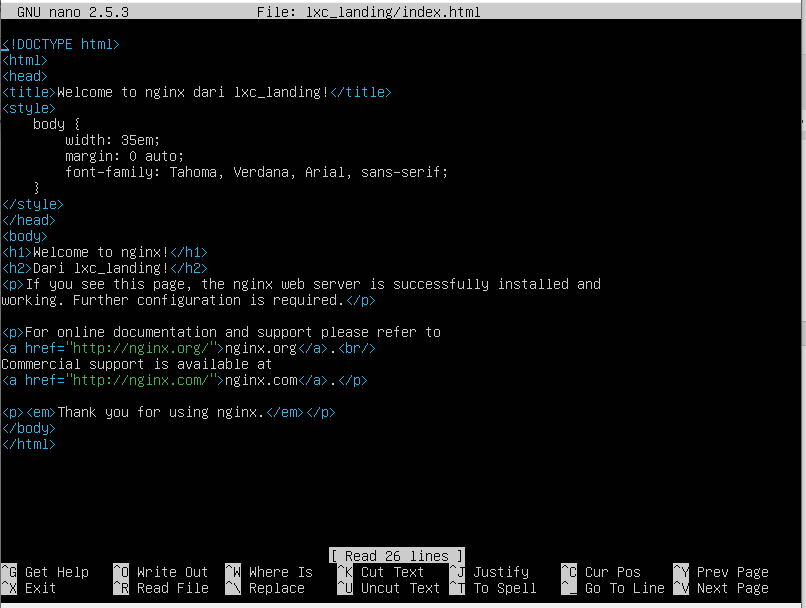 GNU nano 2.5.3 File: lxc_landing/index.html
<!DOCTYPE html>
<html>
<head>
<title>Welcome to nginx dari lxc_landing!</title>
<style>
    body {
        width: 35em;
        margin: 0 auto;
        font-family: Tahoma, Verdana, Arial, sans-serif;
    }
</style>
</head>
<body>
<h1>Welcome to nginx!</h1>
<h2>Dari lxc_landing!</h2>
<p>If you see this page, the nginx web server is successfully installed and
working. Further configuration is required.</p>

<p>For online documentation and support please refer to
<a href="http://nginx.org/">nginx.org</a>.<br/>
Commercial support is available at
<a href="http://nginx.com/">nginx.com</a>.</p>

<p><em>Thank you for using nginx.</em></p>
</body>
</html>
[ Read 26 lines ]
^G Get Help ^O Write Out ^W Where Is ^K Cut Text ^J Justify ^C Cur Pos ^Y Prev Page
^X Exit ^R Read File ^\ Replace ^U Uncut Text ^T To Spell ^_ Go To Line ^V Next Page